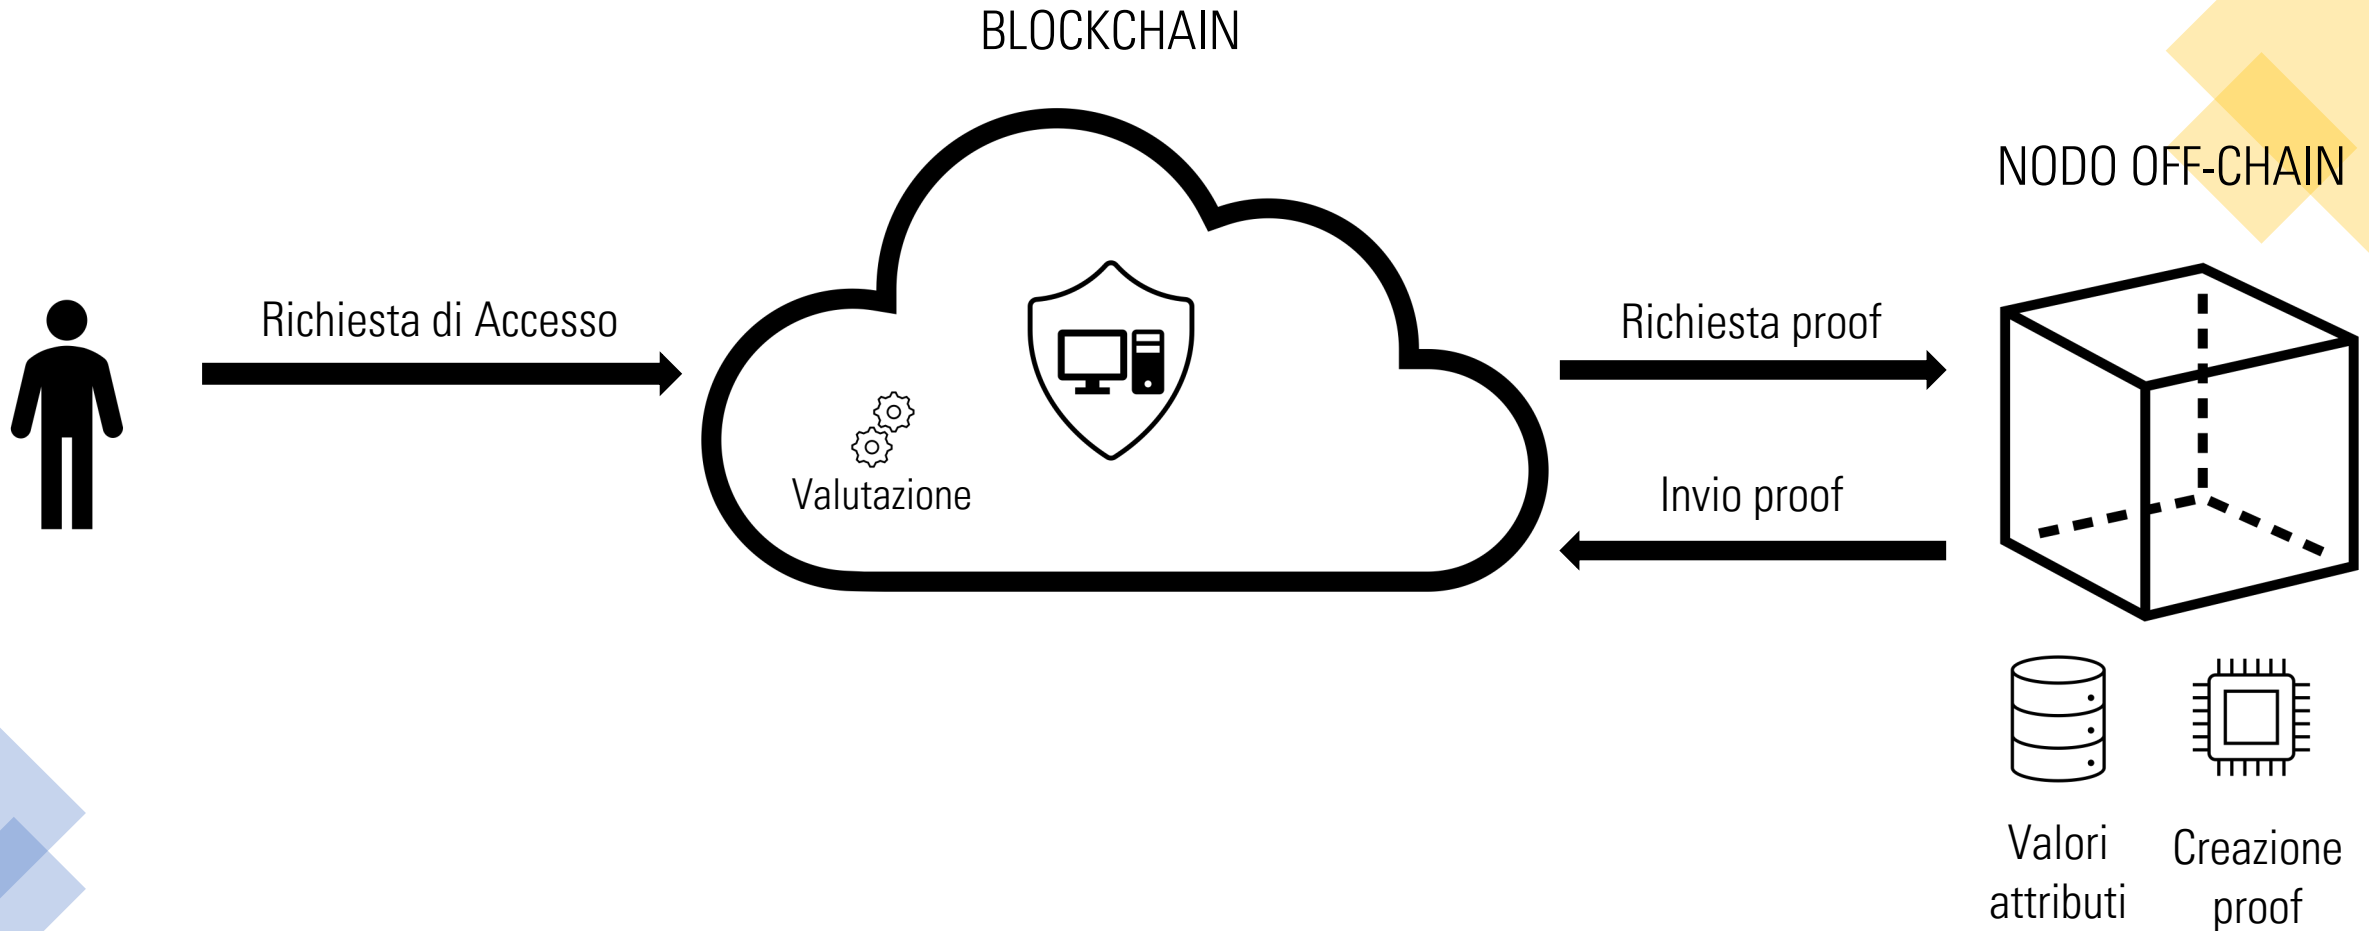 BLOCKCHAIN
NODO OFF-CHAIN
Richiesta di Accesso
Richiesta proof
Valutazione
Invio proof
Valori
attributi
Creazione
proof